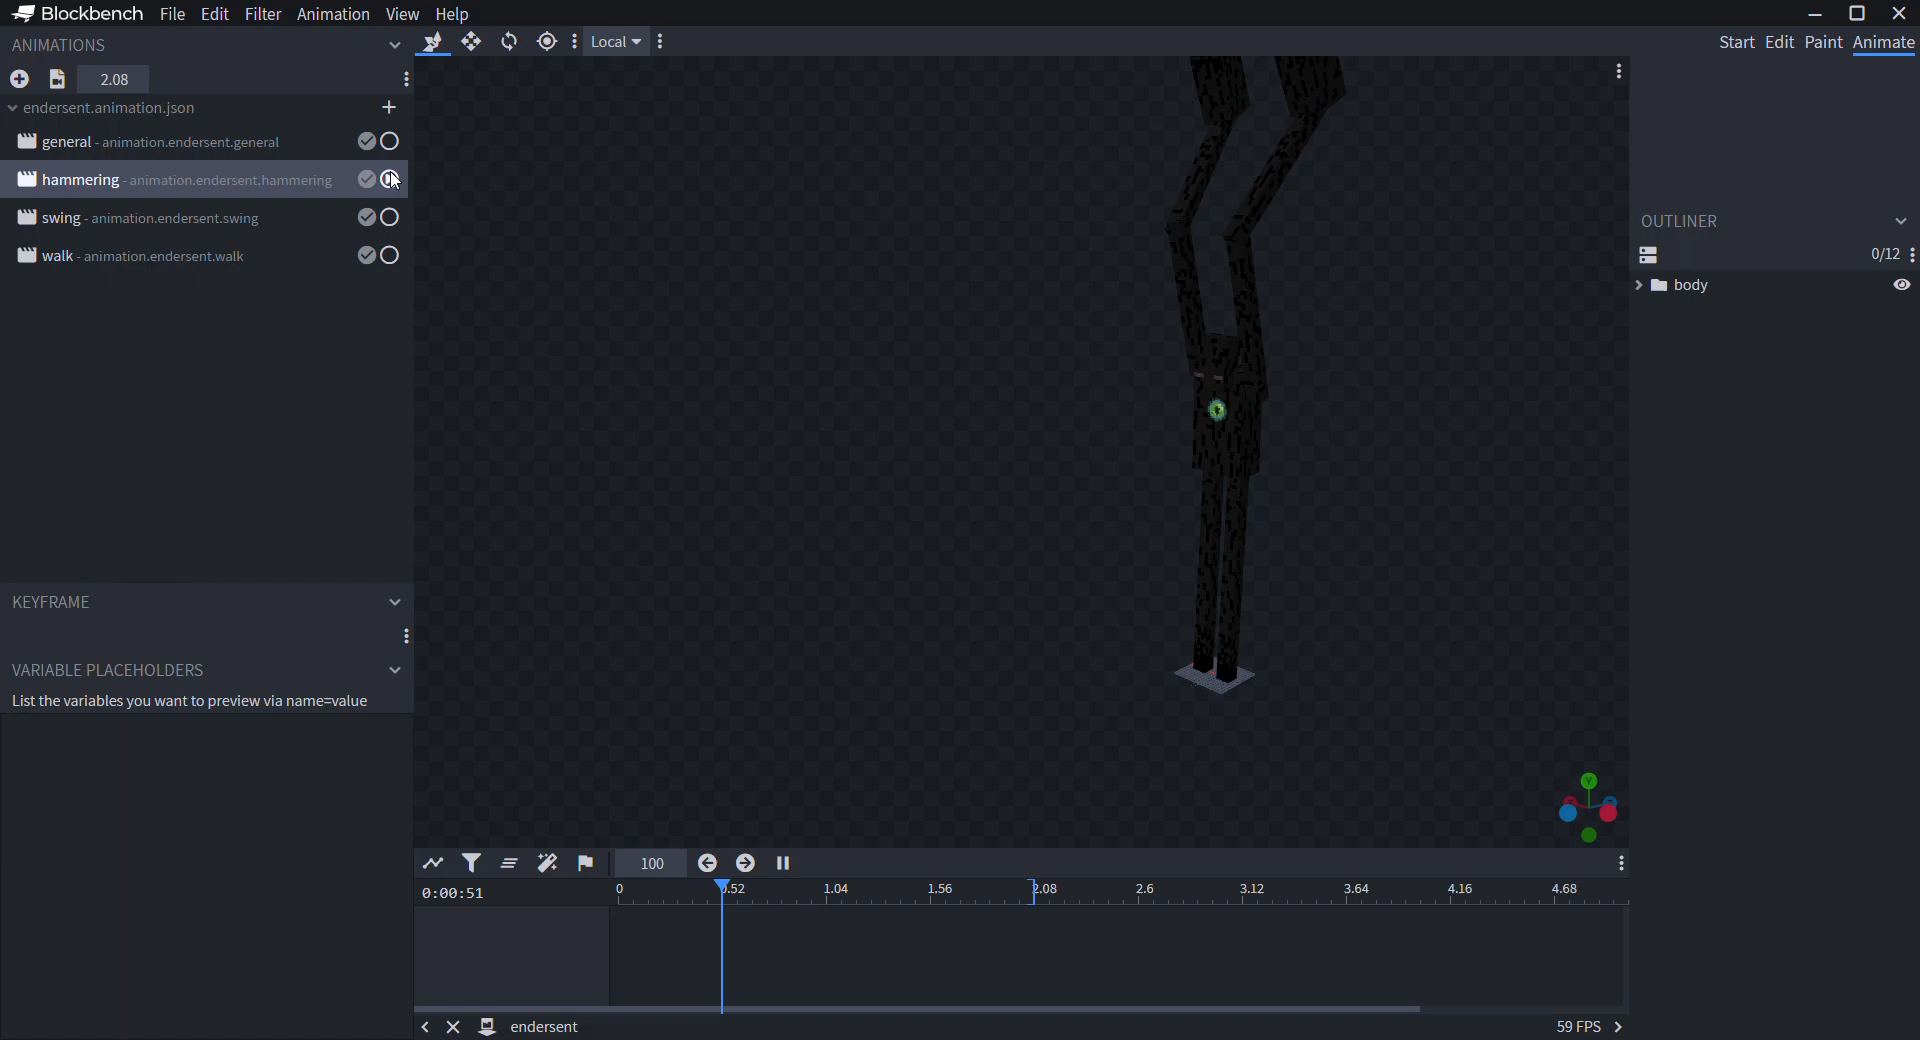 Blockbench File Edit Filter Animation View Help
ANIMATIONS
Local
Start Edit Paint Animate
2.08
endersent.animation.json
general - animation.endersent.general
hammering - animation.endersent.hammering
swing - animation.endersent.swing
walk - animation.endersent.walk
OUTLINER
0/12
body
KEYFRAME
VARIABLE PLACEHOLDERS
List the variables you want to preview via name=value
Y
100
0:00:51
0 0.52 1.04 1.56 2.08 2.6 3.12 3.64 4.16 4.68
endersent
59 FPS